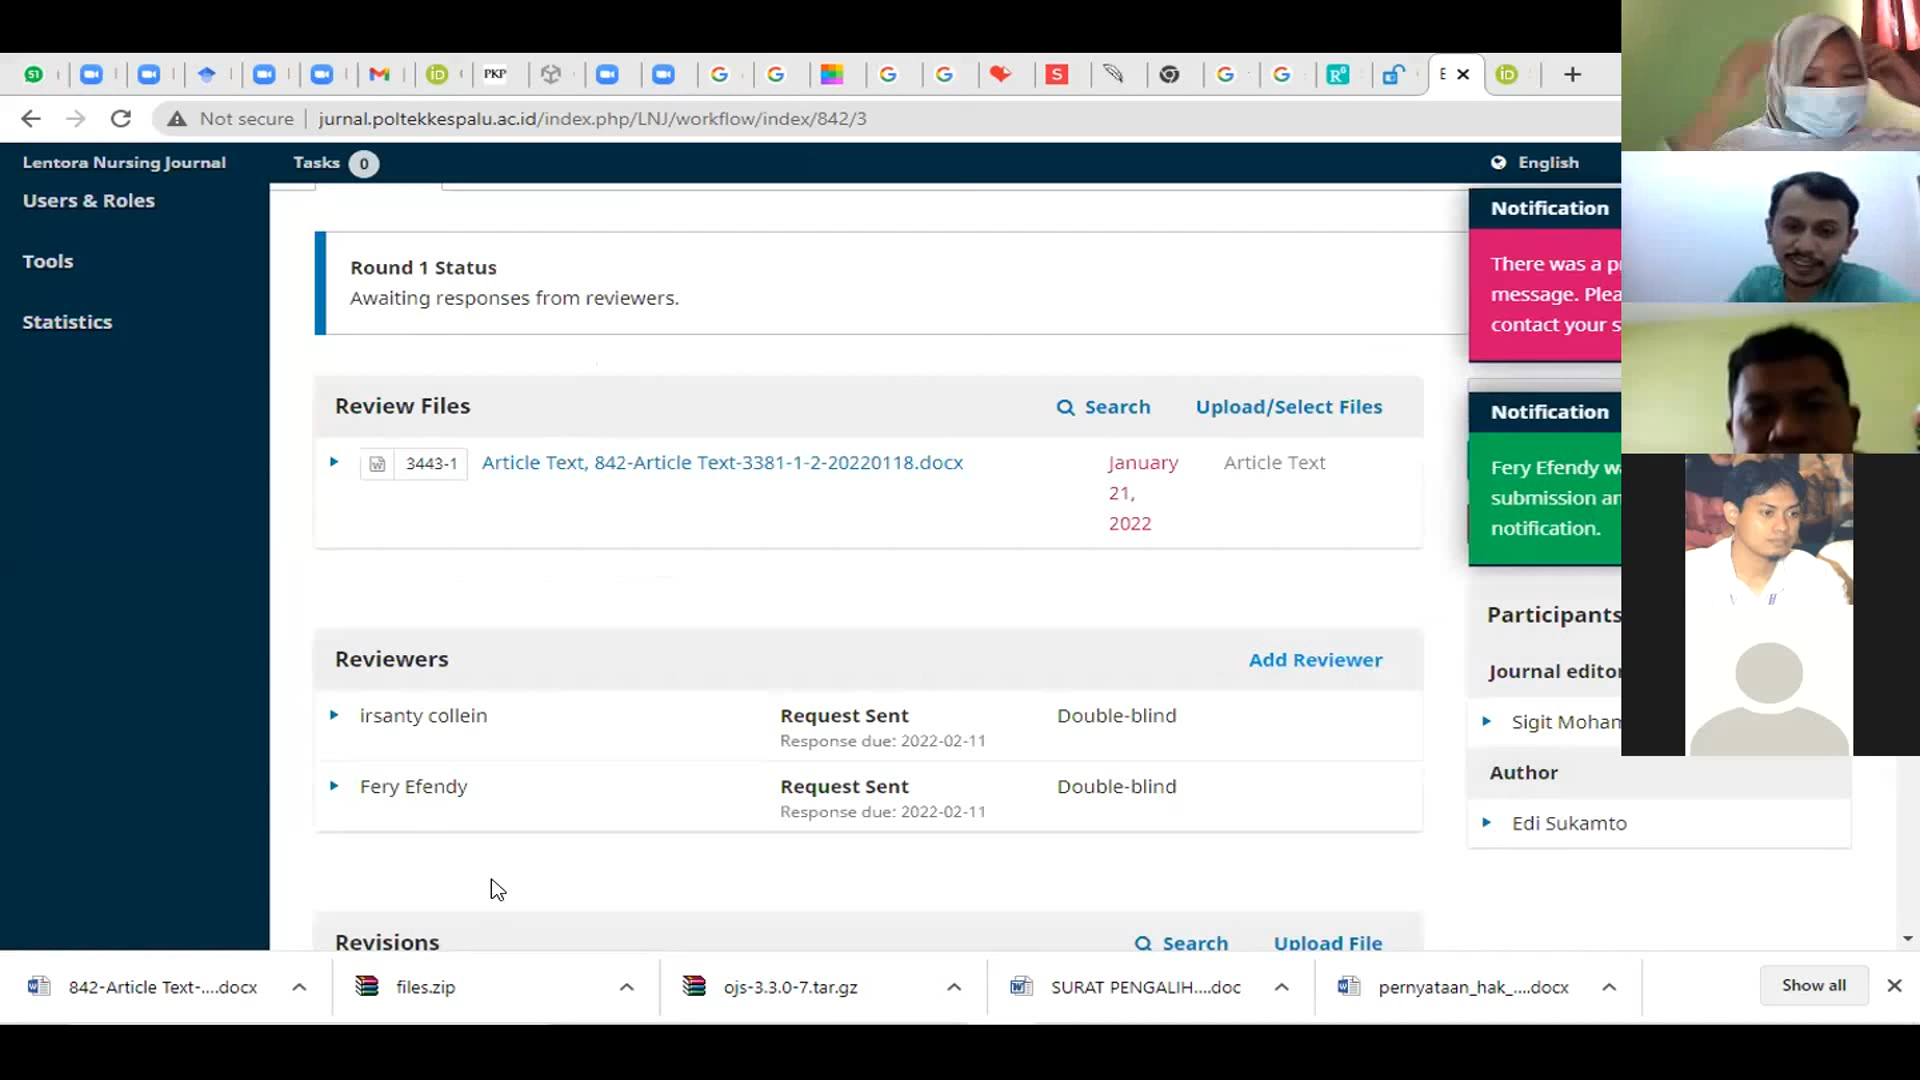 S1
iD
PKP
G
G
G
G
S
G
G
R
E
iD
Not secure
jurnal.poltekkespalu.ac.id/index.php/LNJ/workflow/index/842/3
Lentora Nursing Journal
Tasks 0
English
Users & Roles
Tools
Statistics
Round 1 Status
Awaiting responses from reviewers.
Review Files
Search
Upload/Select Files
3443-1
Article Text, 842-Article Text-3381-1-2-20220118.docx
January
21,
2022
Article Text
Reviewers
Add Reviewer
irsanty collein
Request Sent
Response due: 2022-02-11
Double-blind
Fery Efendy
Request Sent
Response due: 2022-02-11
Double-blind
Revisions
Search
Upload File
Notification
There was a
message.
contact your
Notification
Fery Efendy
submission
notification.
Participants
Journal
Sigit
Author
Edi Sukamto
842-Article Text-....docx
files.zip
ojs-3.3.0-7.tar.gz
SURAT PENGALIH....doc
pernyataan_hak_....docx
Show all